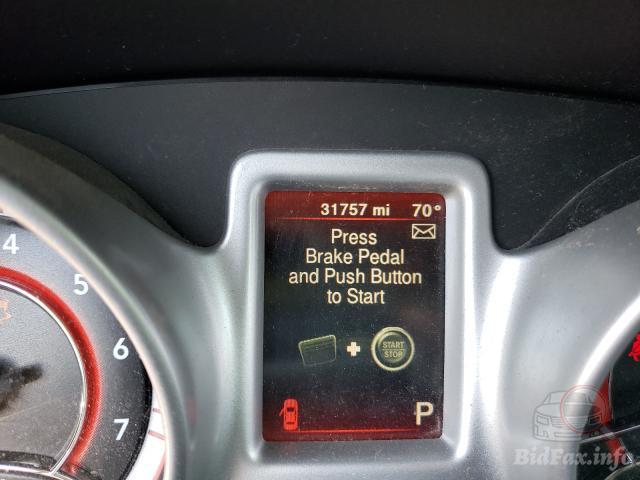 31757 mi 70°
Press
Brake Pedal
and Push Button
to Start
START
STOP
P
4
5
6
7
BidFax.info